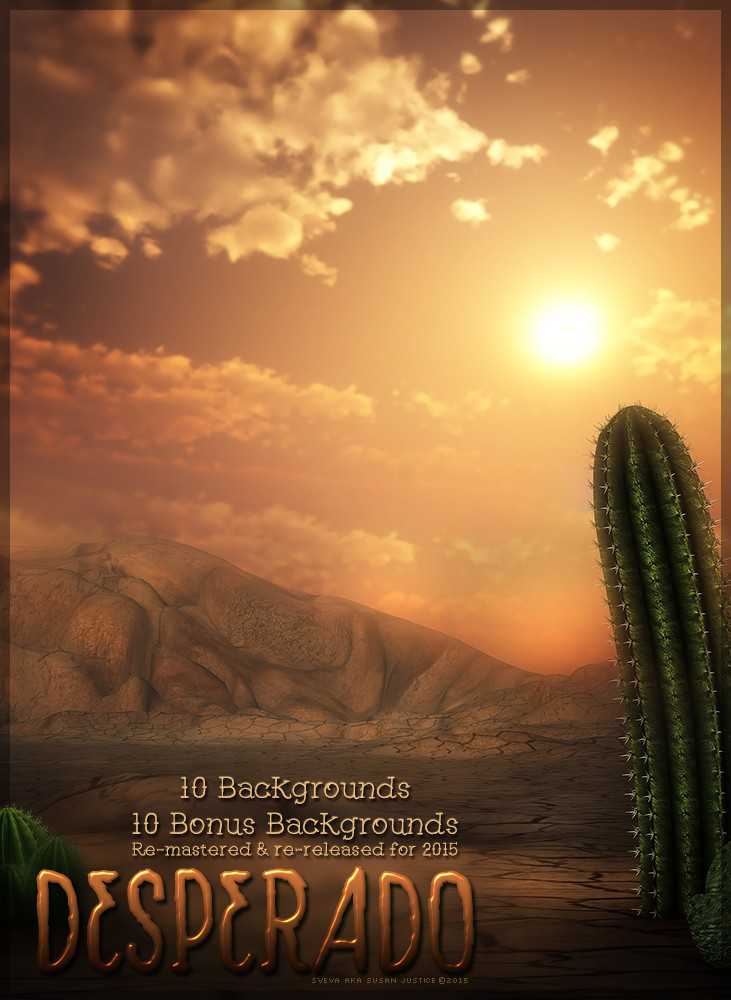 10 Backgrounds
10 Bonus Backgrounds
Re-mastered & re-released for 2015
DESPERADO
SVEVA AKA SUSAN JUSTICE ©2015